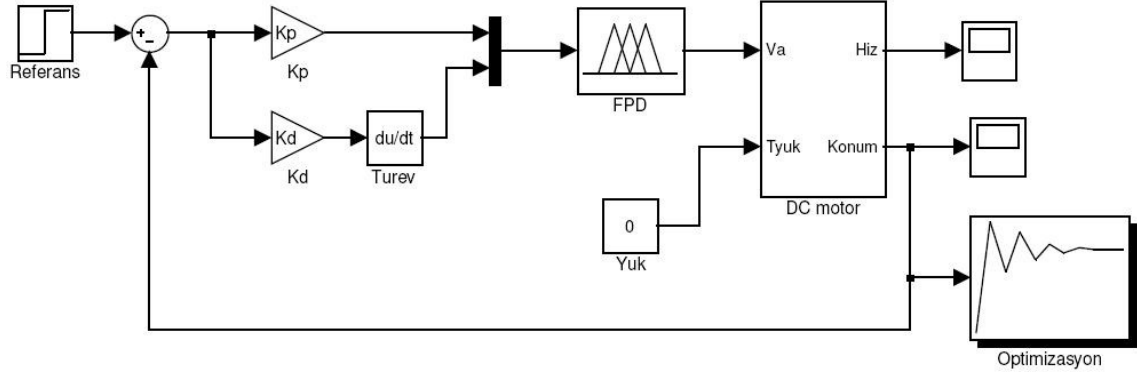 Referans
+
−
Kp
Kp
Kd
Kd
du/dt
Turev
FPD
Va
Hiz
Tyuk
Konum
DC motor
0
Yuk
Optimizasyon